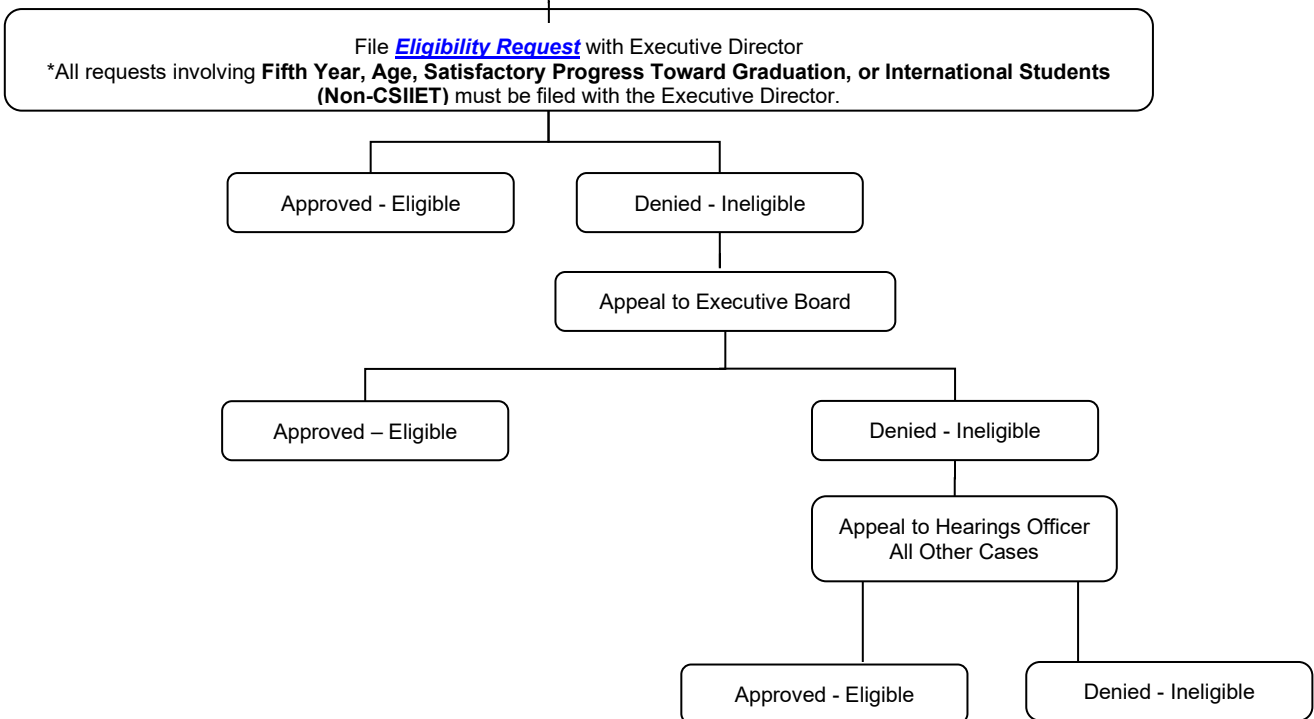 File Eligibility Request with Executive Director
*All requests involving Fifth Year, Age, Satisfactory Progress Toward Graduation, or International Students
(Non-CSIIET) must be filed with the Executive Director.
Approved - Eligible
Denied - Ineligible
Appeal to Executive Board
Approved – Eligible
Denied - Ineligible
Appeal to Hearings Officer
All Other Cases
Approved - Eligible
Denied - Ineligible